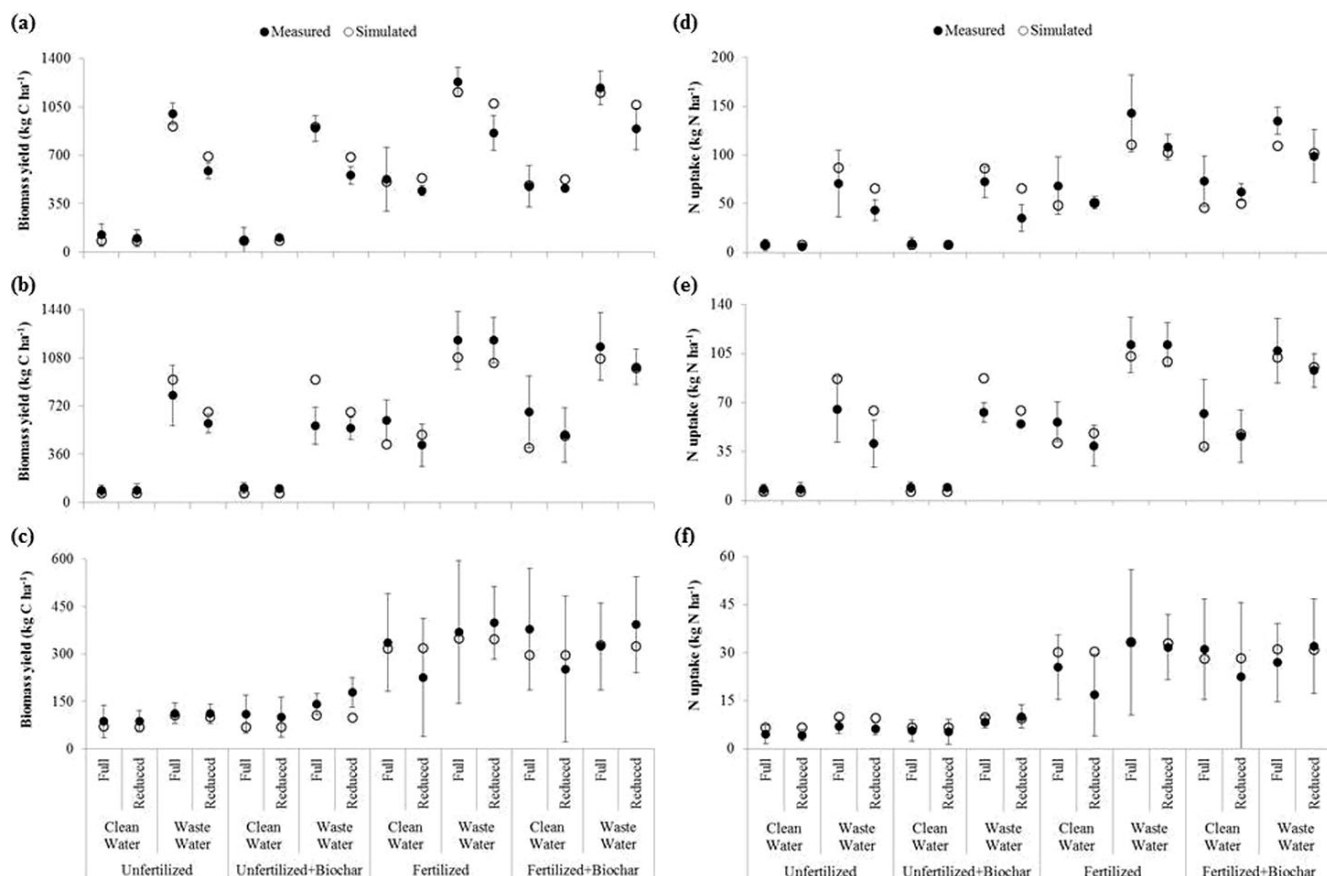 (a)
Measured Simulated
Biomass yield (kg C ha-1)
1400
1050
700
350
0
(b)
Biomass yield (kg C ha-1)
1440
1080
720
360
0
(c)
Biomass yield (kg C ha-1)
600
450
300
150
0
Full Reduced Full Reduced Full Reduced Full Reduced Full Reduced Full Reduced Full Reduced Full Reduced
Clean Water Waste Water Clean Water Waste Water Clean Water Waste Water Clean Water Waste Water
Unfertilized Unfertilized+Biochar Fertilized Fertilized+Biochar
(d)
Measured Simulated
N uptake (kg N ha-1)
200
150
100
50
0
(e)
N uptake (kg N ha-1)
140
105
70
35
0
(f)
N uptake (kg N ha-1)
60
45
30
15
0
Full Reduced Full Reduced Full Reduced Full Reduced Full Reduced Full Reduced Full Reduced Full Reduced
Clean Water Waste Water Clean Water Waste Water Clean Water Waste Water Clean Water Waste Water
Unfertilized Unfertilized+Biochar Fertilized Fertilized+Biochar